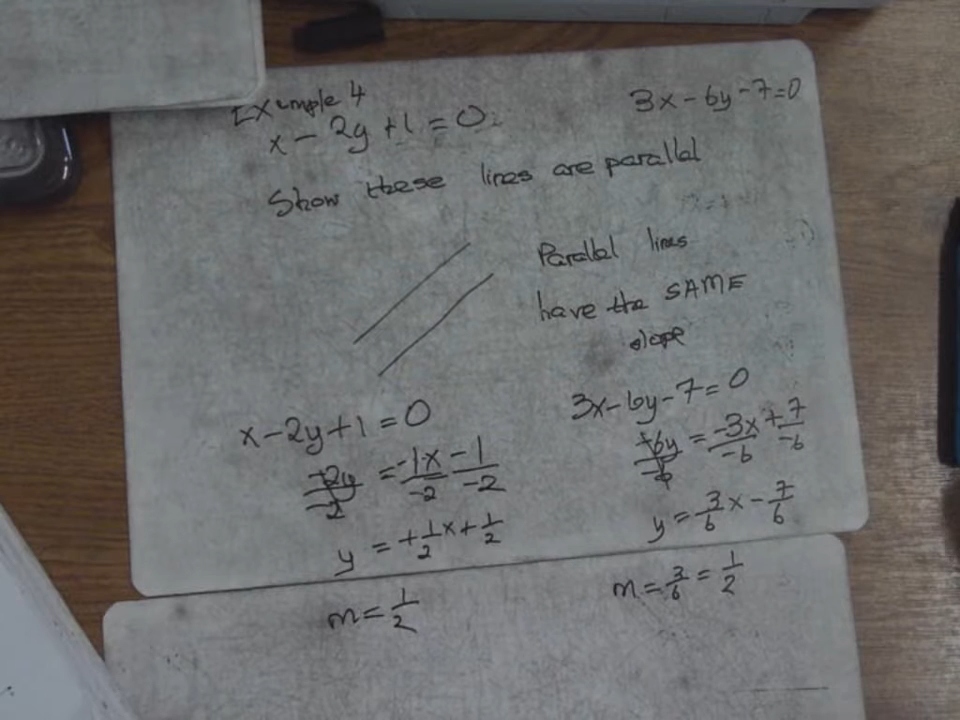 Example 4
x - 2y + 1 = 0. 3x - 6y - 7 = 0
Show these lines are parallel
Parallel lines
have the SAME
slope
x - 2y + 1 = 0
-2y/-2 = -1x/-2 -1/-2
y = +1/2x + 1/2
m = 1/2
3x - 6y - 7 = 0
-6y/-6 = -3x/-6 + 7/-6
y = 3/6x - 7/6
m = 3/6 = 1/2